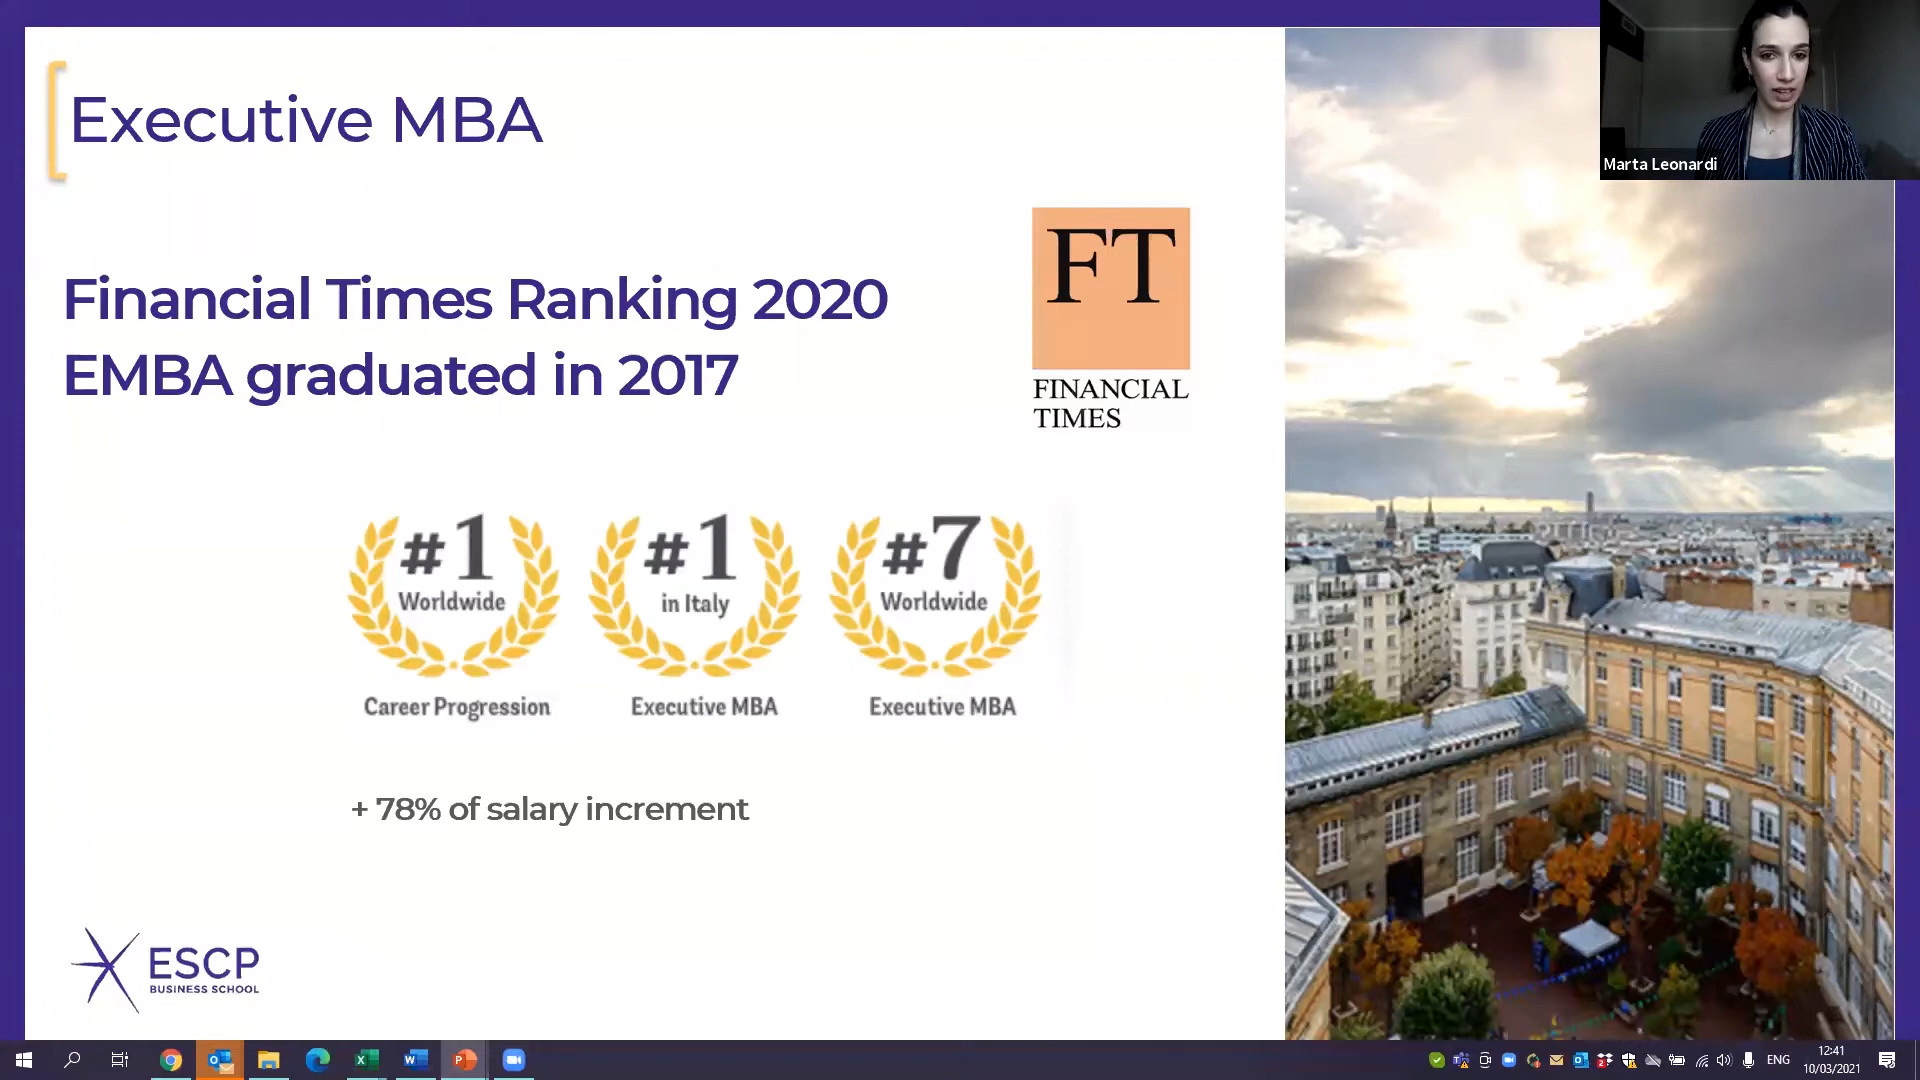 Executive MBA
Marta Leonardi
Financial Times Ranking 2020
EMBA graduated in 2017
FT
FINANCIAL
TIMES
#1
Worldwide
Career Progression
#1
in Italy
Executive MBA
#7
Worldwide
Executive MBA
+ 78% of salary increment
ESCP
BUSINESS SCHOOL
ENG
12:41
10/03/2021